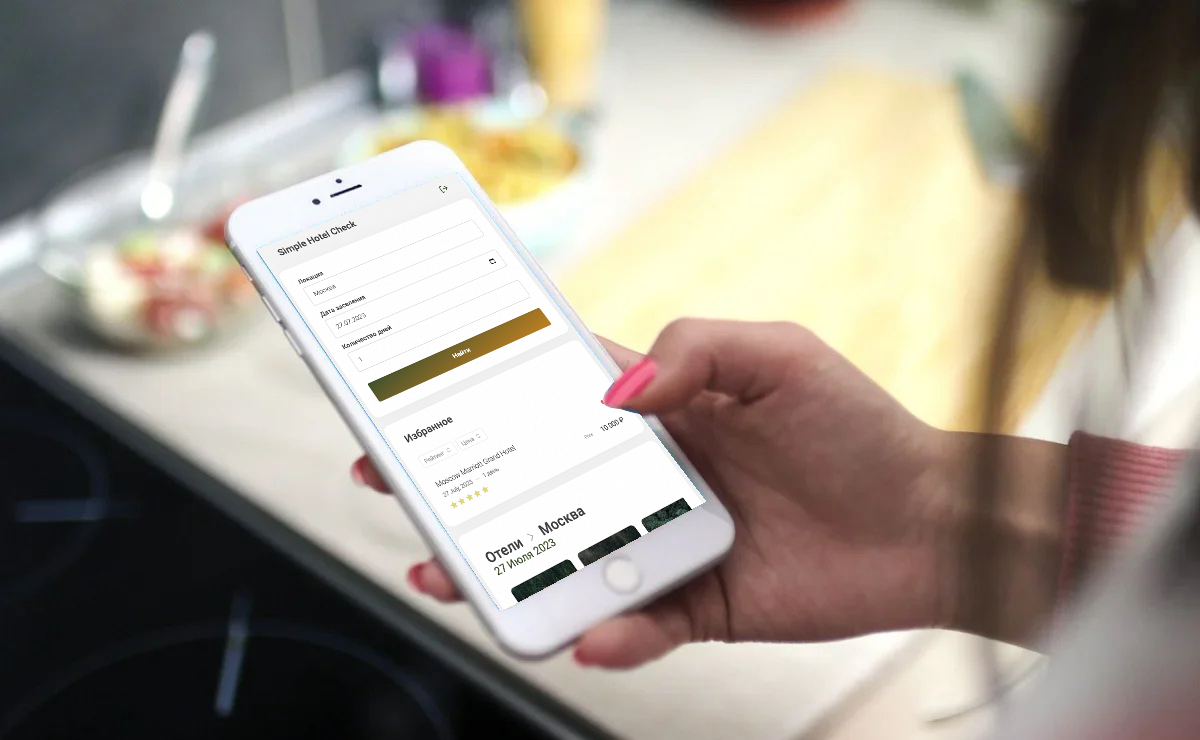 Simple Hotel Check
Локация
Москва
Дата заселения
27.07.2023
Количество дней
1
Найти
Избранное
Рейтинг
Цена
Moscow Marriott Grand Hotel
27 July, 2023 — 1 день
Price: 10 000 ₽
Отели > Москва
27 Июля 2023